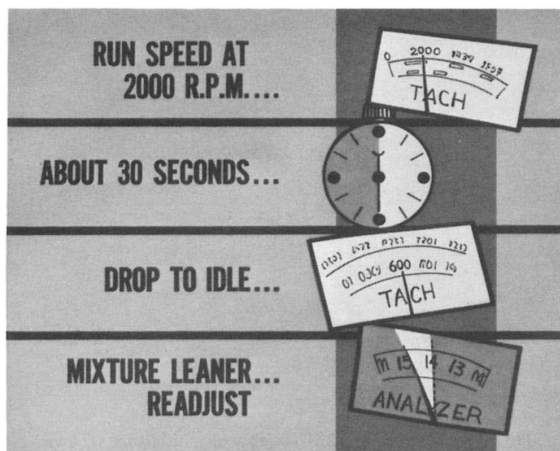 RUN SPEED AT
2000 R.P.M....
0 2000
TACH
ABOUT 30 SECONDS...
DROP TO IDLE...
600
TACH
MIXTURE LEANER...
READJUST
15 14 13
ANALYZER